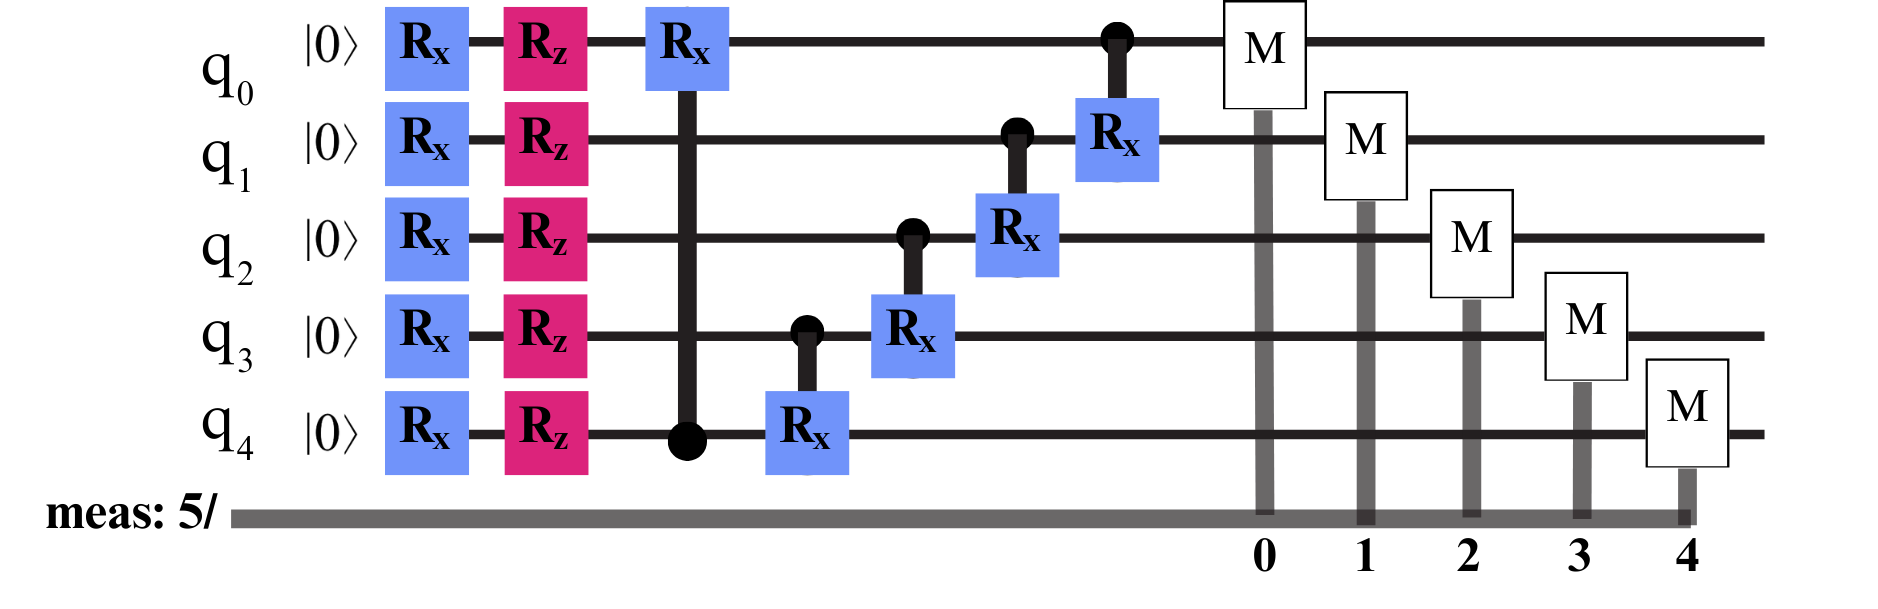 q0 |0⟩ Rx Rz Rx M
q1 |0⟩ Rx Rz Rx M
q2 |0⟩ Rx Rz Rx M
q3 |0⟩ Rx Rz Rx M
q4 |0⟩ Rx Rz Rx M
meas: 5/
0 1 2 3 4